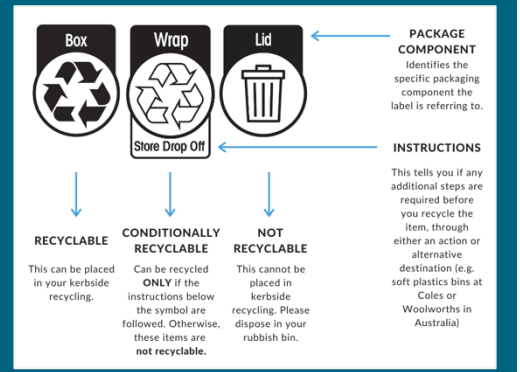 Box
Wrap
Lid
Store Drop Off
PACKAGE
COMPONENT
Identifies the
specific packaging
component the
label is referring to.
INSTRUCTIONS
This tells you if any
additional steps are
required before
you recycle the
item, through
either an action or
alternative
destination (e.g.
soft plastics bins at
Coles or
Woolworths in
Australia)
RECYCLABLE
This can be placed
in your kerbside
recycling.
CONDITIONALLY
RECYCLABLE
Can be recycled
ONLY if the
instructions below
the symbol are
followed. Otherwise,
these items are
not recyclable.
NOT
RECYCLABLE
This cannot be
placed in
kerbside
recycling. Please
dispose in your
rubbish bin.